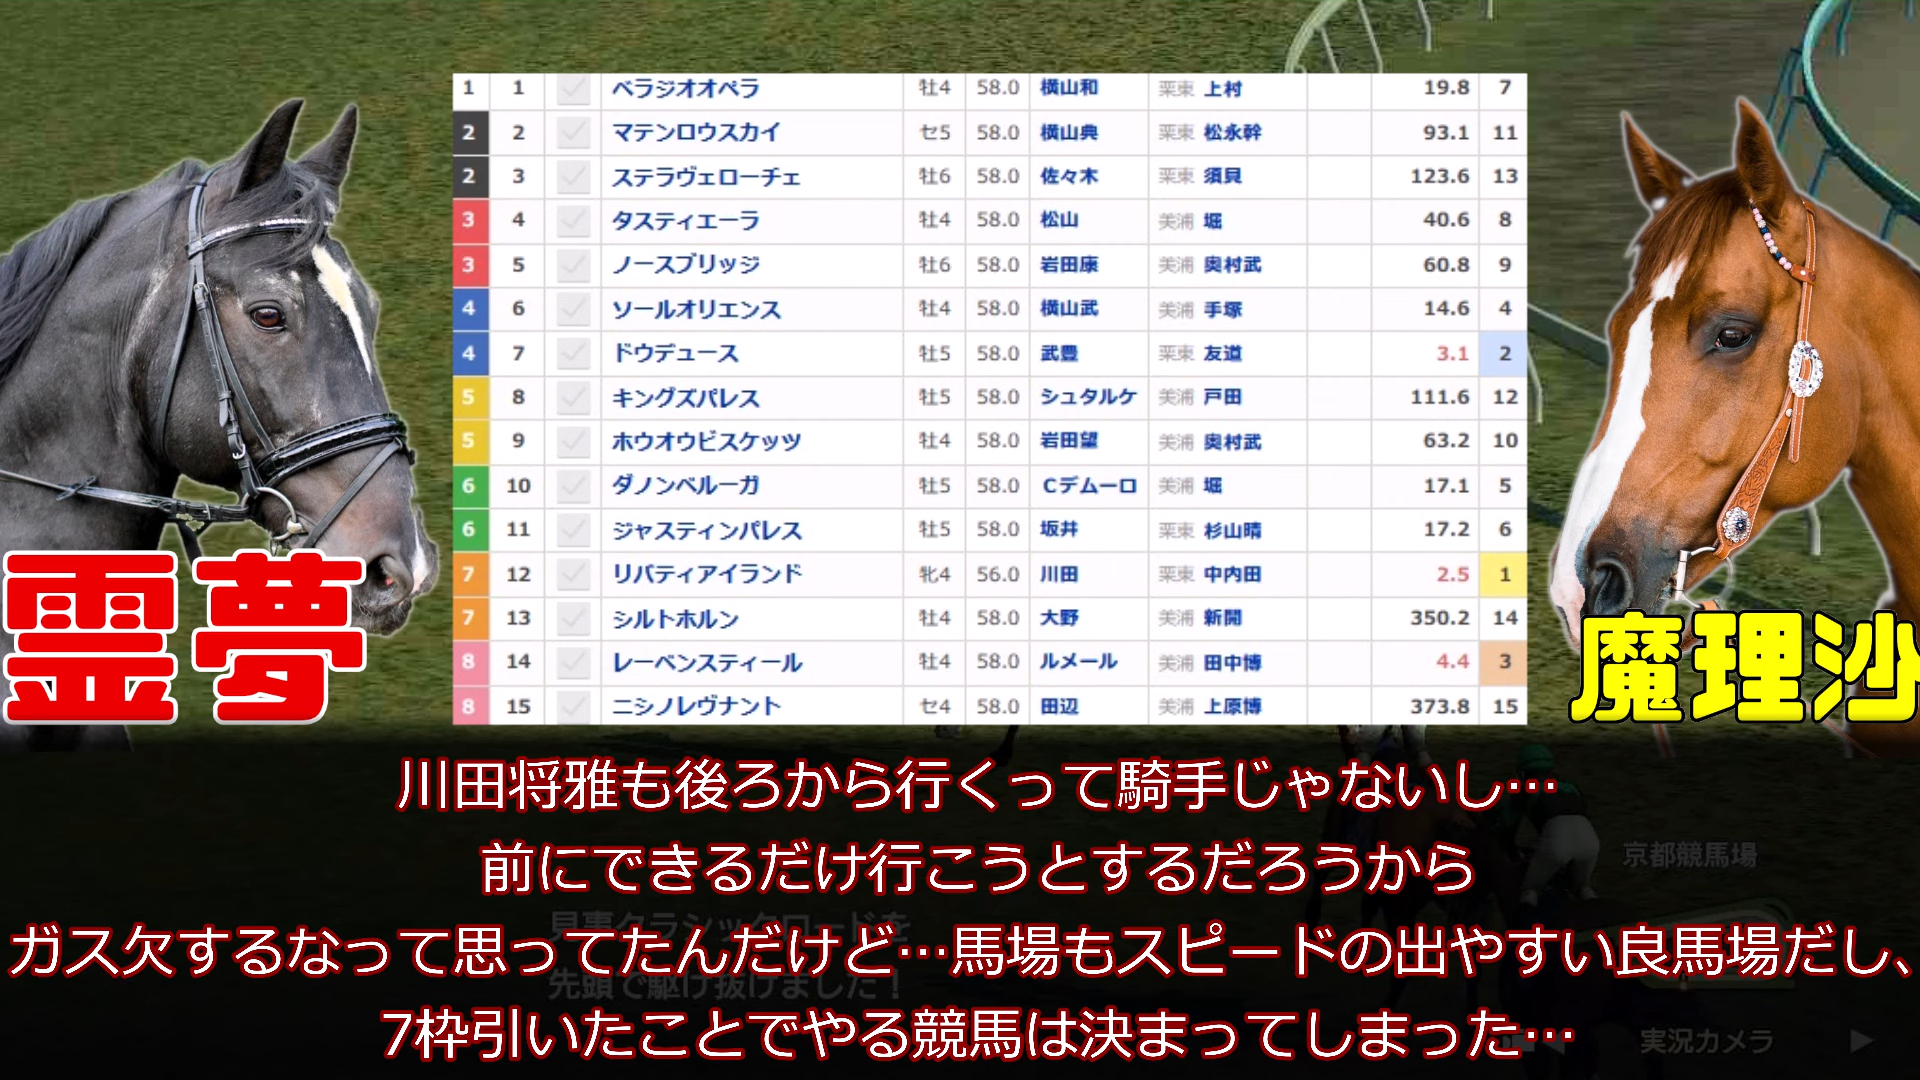 1 1 ベラジオオペラ 牡4 58.0 横山和 栗東 上村 19.8 7
2 2 マテンロウスカイ セ5 58.0 横山典 栗東 松永幹 93.1 11
2 3 ステラヴェローチェ 牡6 58.0 佐々木 栗東 須貝 123.6 13
3 4 タスティエーラ 牡4 58.0 松山 美浦 堀 40.6 8
3 5 ノースブリッジ 牡6 58.0 岩田康 美浦 奥村武 60.8 9
4 6 ソールオリエンス 牡4 58.0 横山武 美浦 手塚 14.6 4
4 7 ドウデュース 牡5 58.0 武豊 栗東 友道 3.1 2
5 8 キングズパレス 牡5 58.0 シュタルケ 美浦 戸田 111.6 12
5 9 ホウオウビスケッツ 牡4 58.0 岩田望 美浦 奥村武 63.2 10
6 10 ダノンベルーガ 牡5 58.0 Cデムーロ 美浦 堀 17.1 5
6 11 ジャスティンパレス 牡5 58.0 坂井 栗東 杉山晴 17.2 6
7 12 リバティアイランド 牝4 56.0 川田 栗東 中内田 2.5 1
7 13 シルトホルン 牡4 58.0 大野 美浦 新開 350.2 14
8 14 レーベンスティール 牡4 58.0 ルメール 美浦 田中博 4.4 3
8 15 ニシノレヴナント セ4 58.0 田辺 美浦 上原博 373.8 15
霊夢
魔理沙
川田将雅も後ろから行くって騎手じゃないし…
前にできるだけ行こうとするだろうから
京都競馬場
見事クラシックロードを
ガス欠するなって思ってたんだけど…馬場もスピードの出やすい良馬場だし、
先頭で駆け抜けました！
7枠引いたことでやる競馬は決まってしまった…
実況カメラ